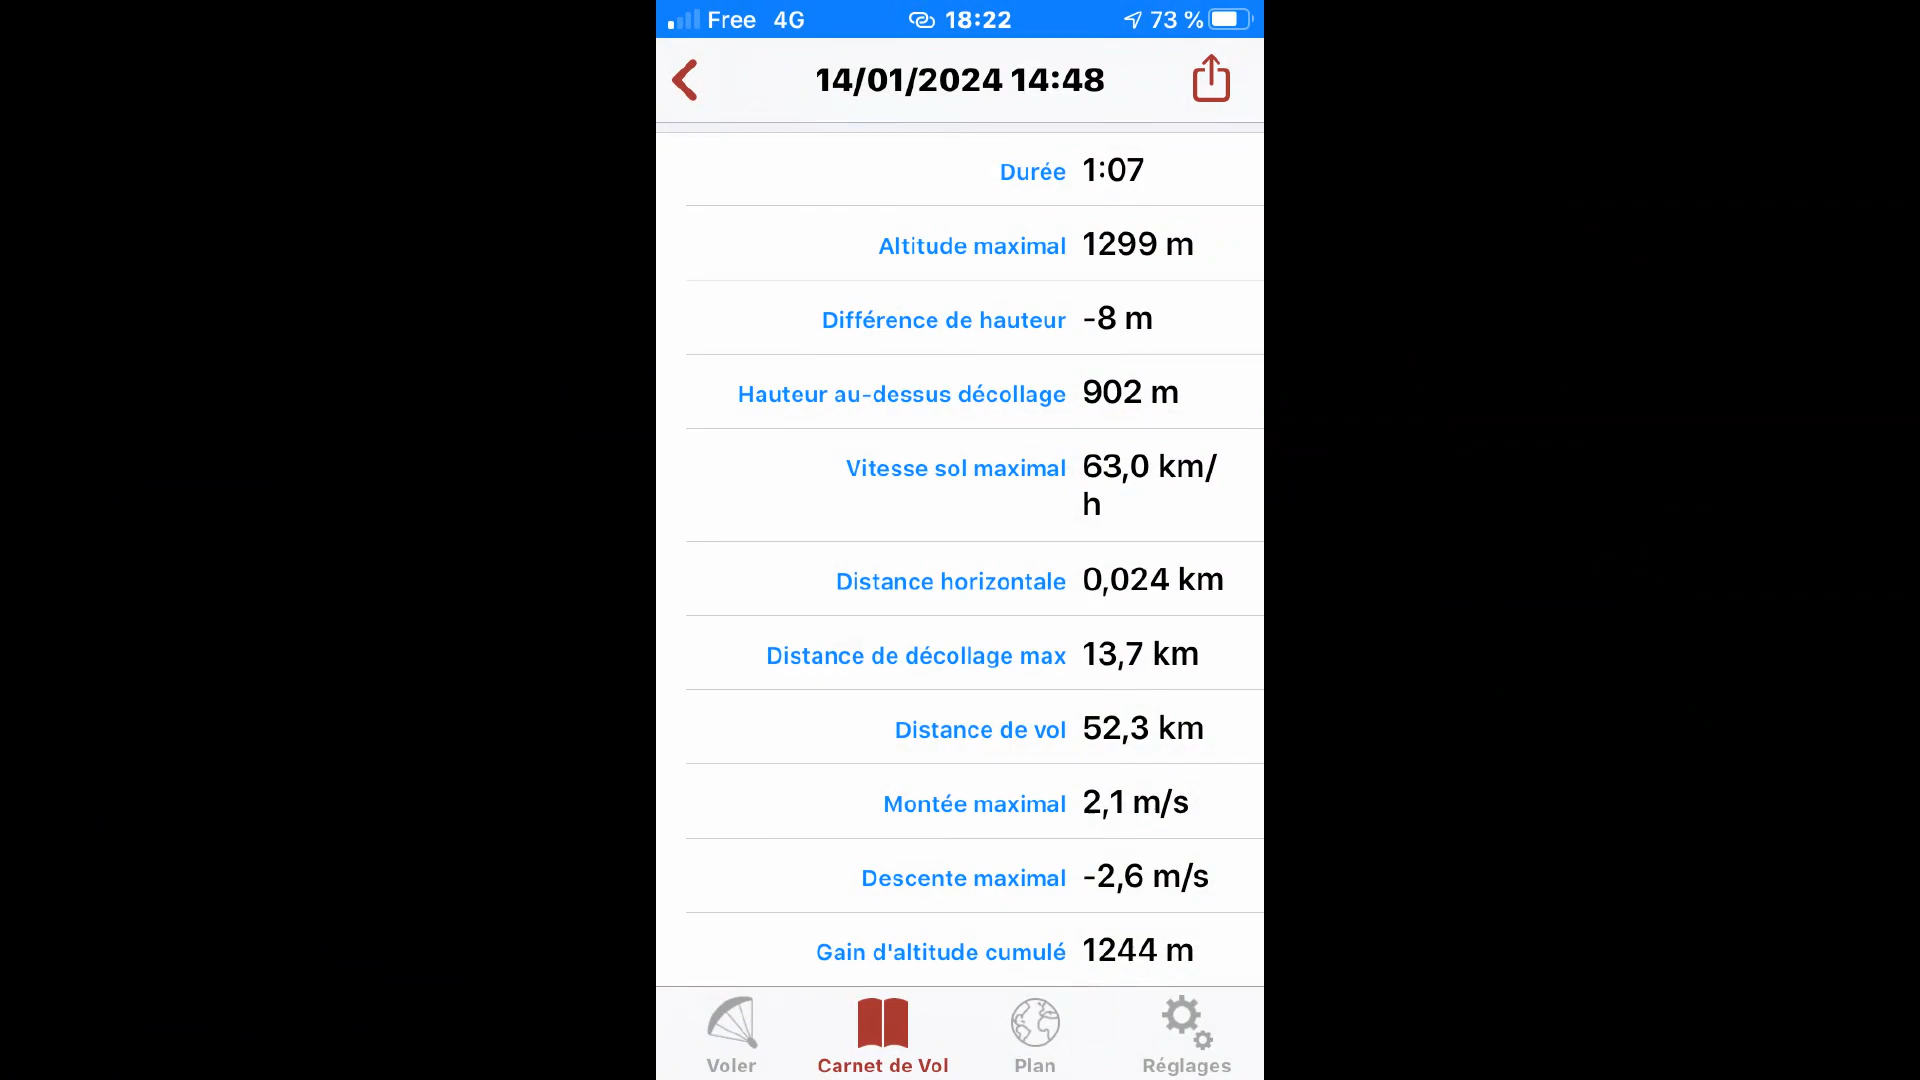 Free 4G 18:22 73 %
14/01/2024 14:48
Durée 1:07
Altitude maximal 1299 m
Différence de hauteur -8 m
Hauteur au-dessus décollage 902 m
Vitesse sol maximal 63,0 km/
h
Distance horizontale 0,024 km
Distance de décollage max 13,7 km
Distance de vol 52,3 km
Montée maximal 2,1 m/s
Descente maximal -2,6 m/s
Gain d'altitude cumulé 1244 m
Voler Carnet de Vol Plan Réglages